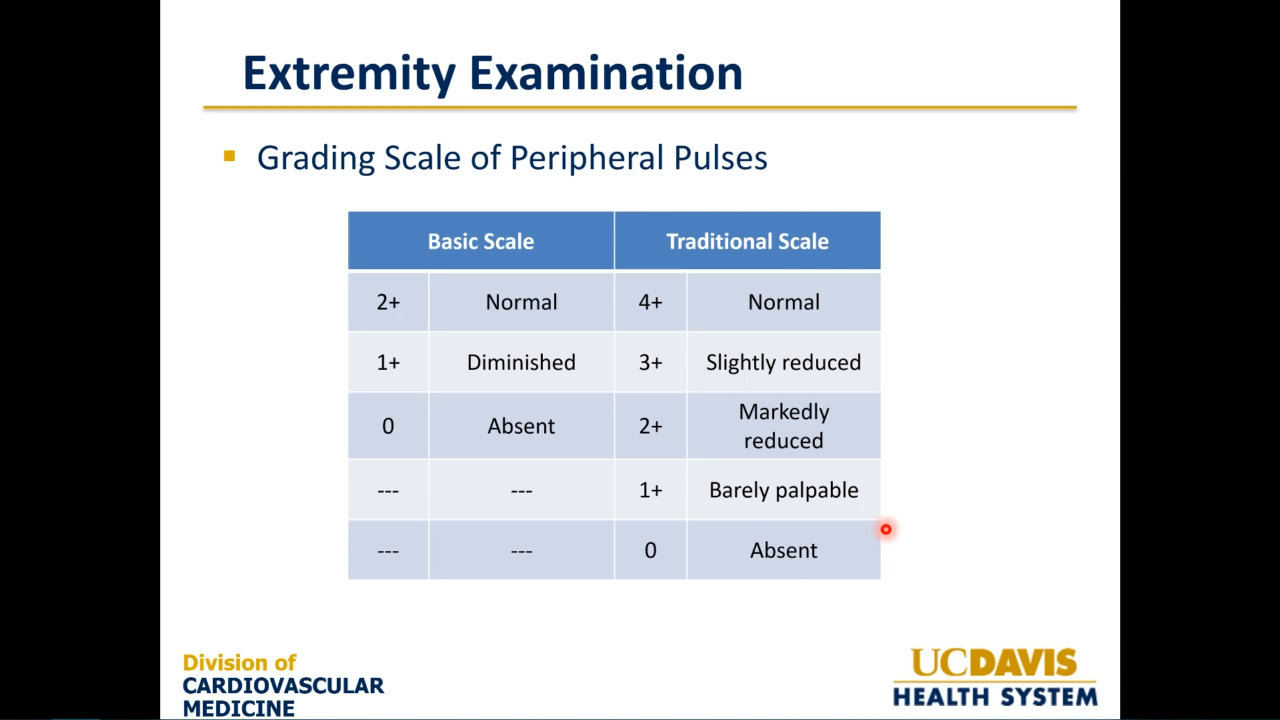 Extremity Examination
Grading Scale of Peripheral Pulses
Basic Scale Traditional Scale
2+ Normal 4+ Normal
1+ Diminished 3+ Slightly reduced
0 Absent 2+ Markedly
reduced
--- --- 1+ Barely palpable
--- --- 0 Absent
Division of
CARDIOVASCULAR
MEDICINE
UCDAVIS
HEALTH SYSTEM